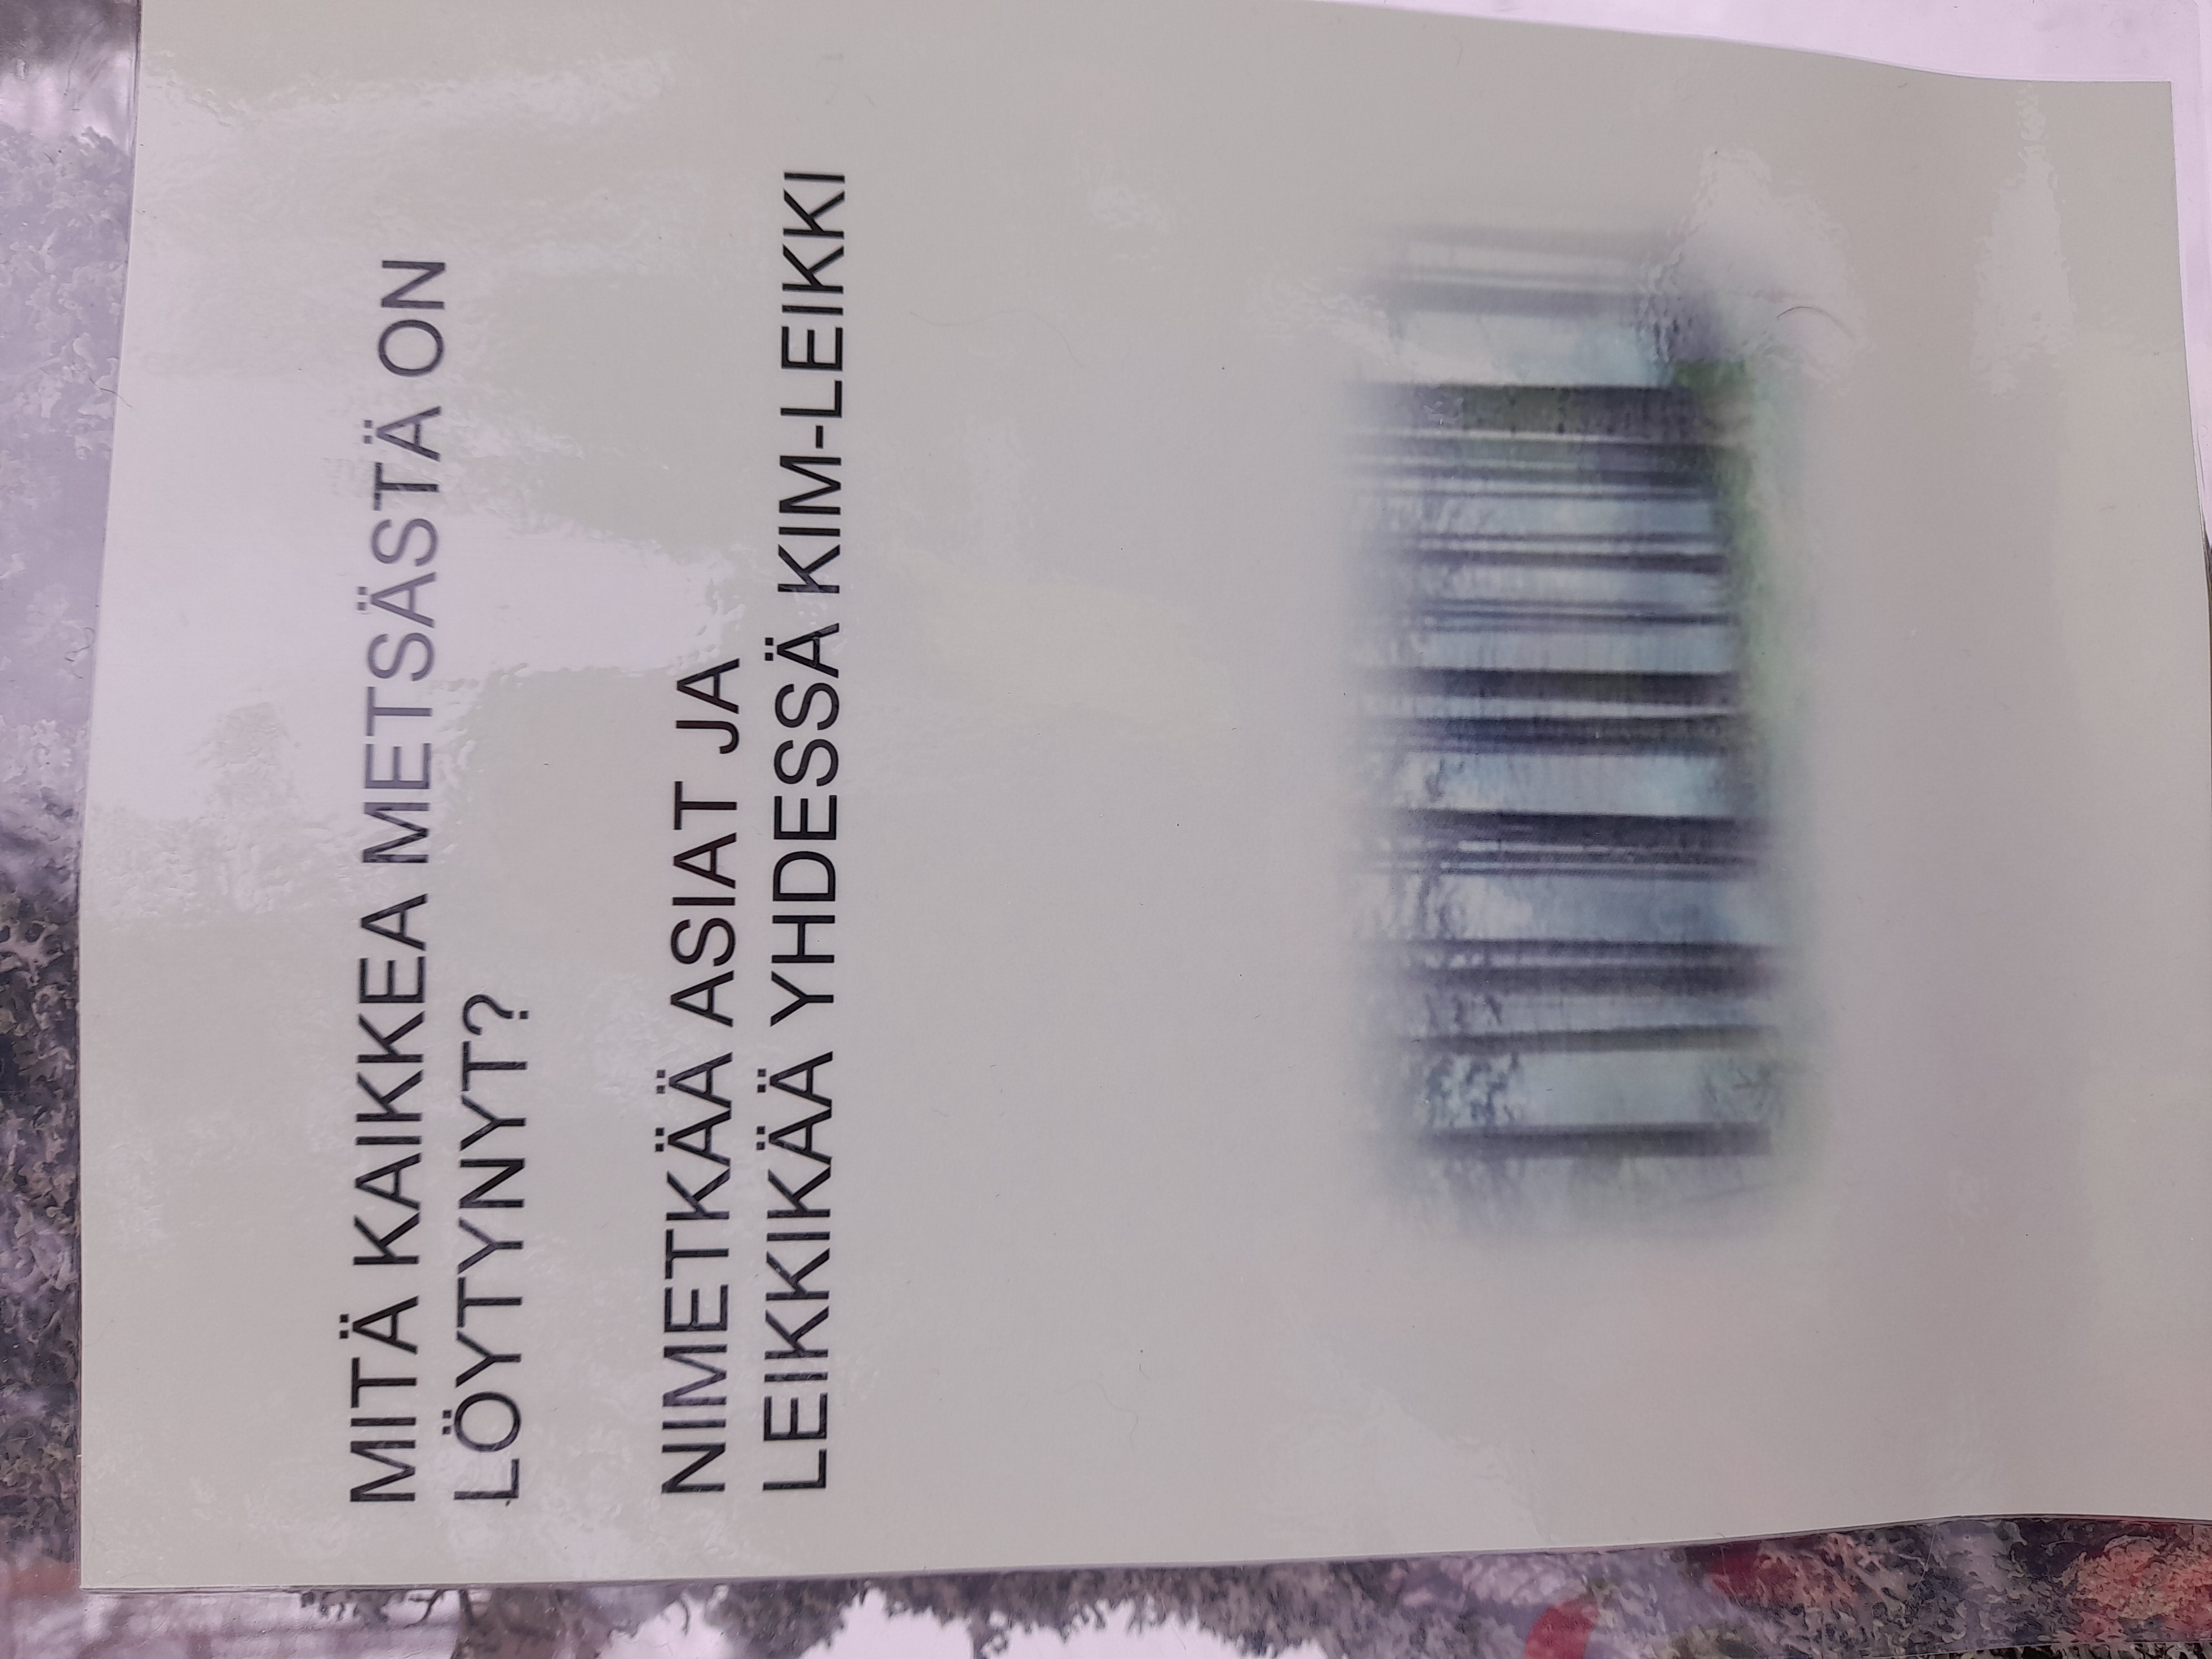 MITÄ KAIKKEA METSÄSTÄ ON
LÖYTYNYT?
NIMETKÄÄ ASIAT JA
LEIKKIKÄÄ YHDESSÄ KIM-LEIKKI